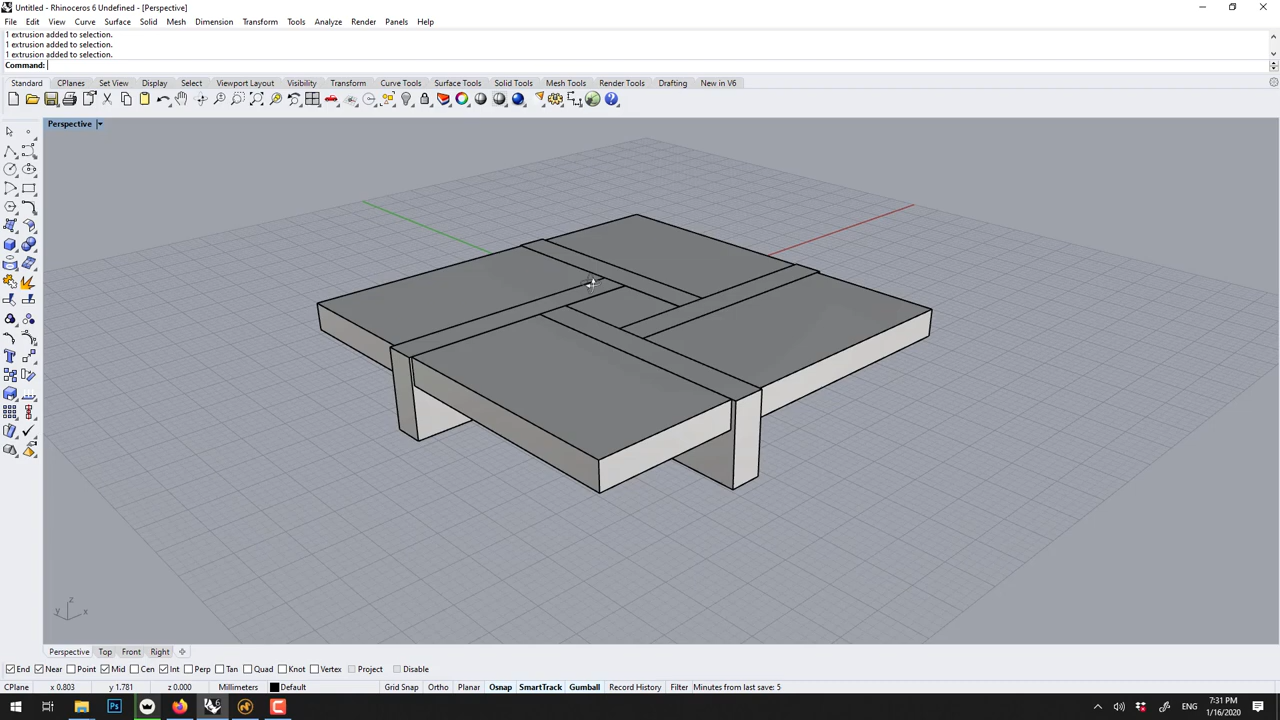 Untitled - Rhinoceros 6 Undefined - [Perspective]
File Edit View Curve Surface Solid Mesh Dimension Transform Tools Analyze Render Panels Help
1 extrusion added to selection.
1 extrusion added to selection.
1 extrusion added to selection.
Command:
Standard CPlanes Set View Display Select Viewport Layout Visibility Transform Curve Tools Surface Tools Solid Tools Mesh Tools Render Tools Drafting New in V6
Perspective
z
y x
Perspective Top Front Right
End Near Point Mid Cen Int Perp Tan Quad Knot Vertex Project Disable
CPlane x 0.803 y 1.781 z 0.000 Millimeters Default Grid Snap Ortho Planar Osnap SmartTrack Gumball Record History Filter Minutes from last save: 5
Ps ENG 7:31 PM
1/16/2020